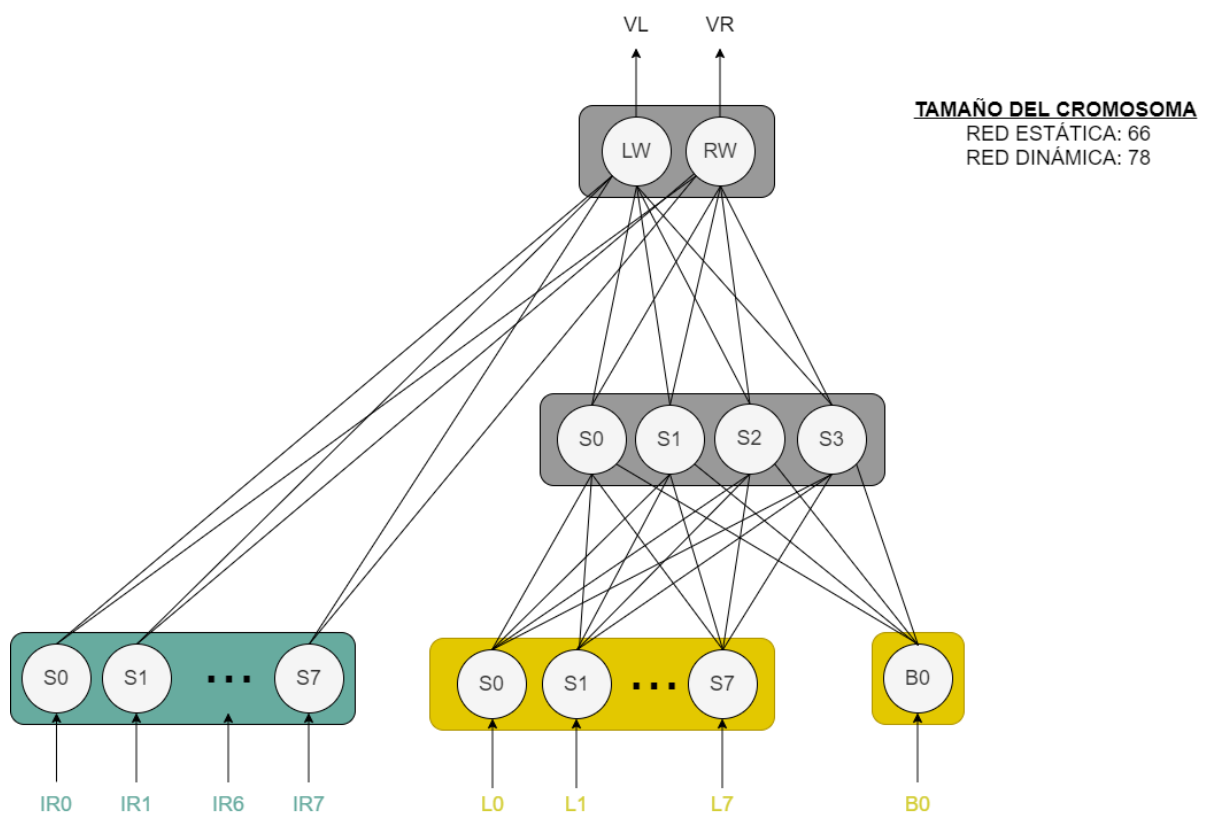 VL VR
TAMAÑO DEL CROMOSOMA
RED ESTÁTICA: 66
RED DINÁMICA: 78
LW RW
S0 S1 S2 S3
S0 S1 ... S7
S0 S1 ... S7
B0
IR0 IR1 IR6 IR7
L0 L1 L7
B0